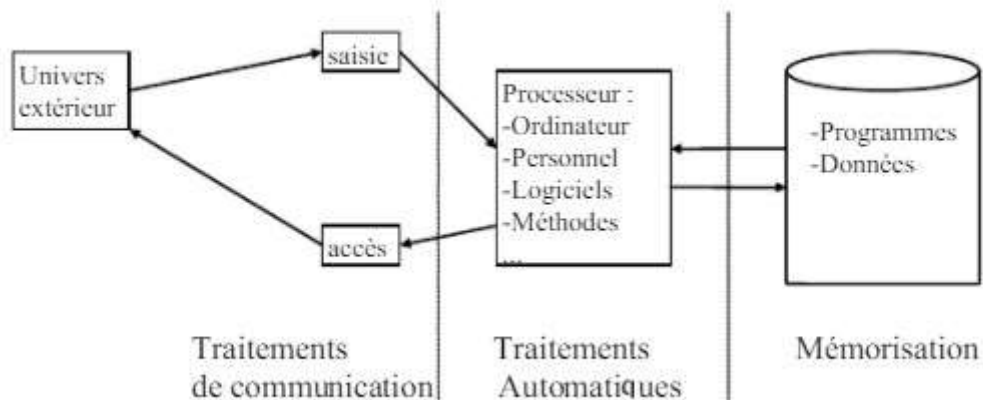 Univers
extérieur
saisie
accès
Processeur :
-Ordinateur
-Personnel
-Logiciels
-Méthodes
...
-Programmes
-Données
Traitements
de communication
Traitements
Automatiques
Mémorisation